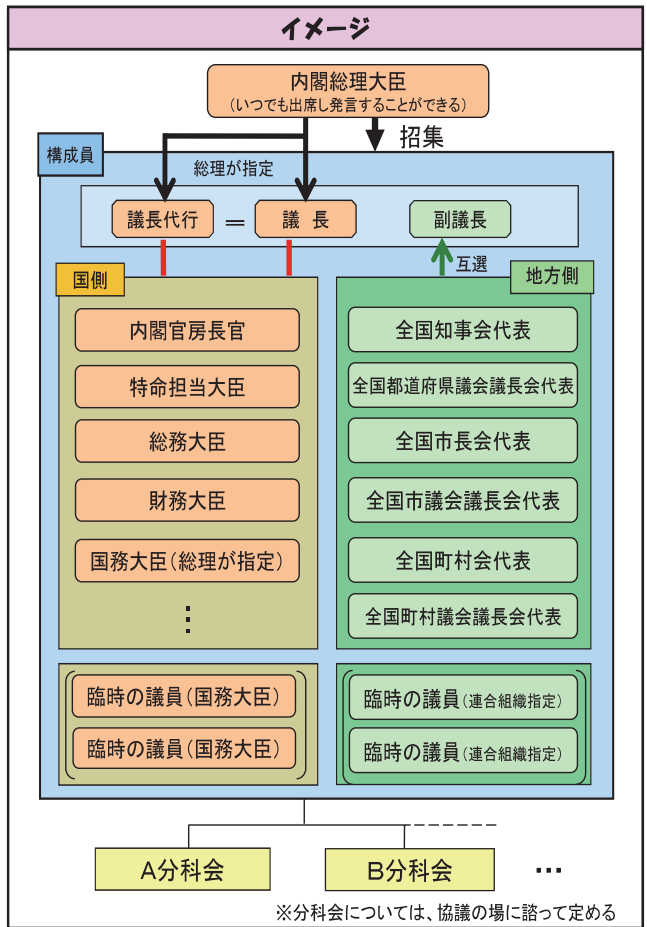 イメージ
内閣総理大臣
(いつでも出席し発言することができる)
招集
構成員
総理が指定
議長代行 = 議 長
副議長
互選
国側
地方側
内閣官房長官
特命担当大臣
総務大臣
財務大臣
国務大臣(総理が指定)
⋮
全国知事会代表
全国都道府県議会議長会代表
全国市長会代表
全国市議会議長会代表
全国町村会代表
全国町村議会議長会代表
臨時の議員(国務大臣)
臨時の議員(国務大臣)
臨時の議員(連合組織指定)
臨時の議員(連合組織指定)
A分科会
B分科会
…
※分科会については、協議の場に諮って定める